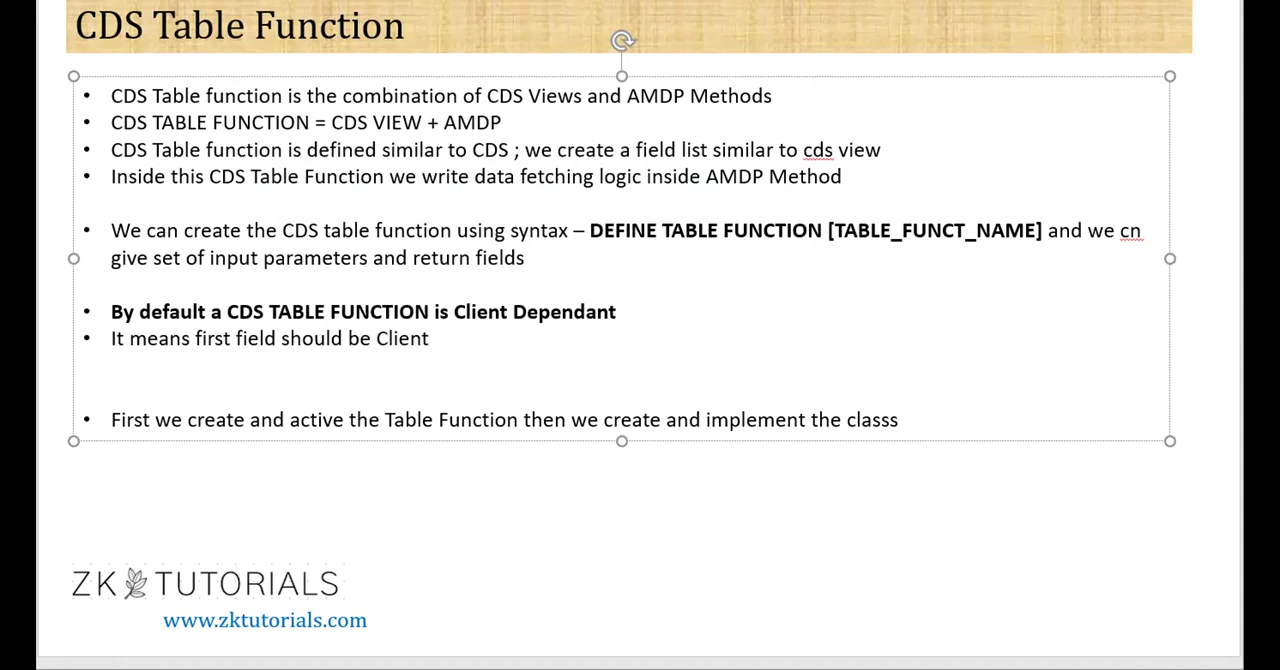 CDS Table Function
• CDS Table function is the combination of CDS Views and AMDP Methods
• CDS TABLE FUNCTION = CDS VIEW + AMDP
• CDS Table function is defined similar to CDS ; we create a field list similar to cds view
• Inside this CDS Table Function we write data fetching logic inside AMDP Method
• We can create the CDS table function using syntax – DEFINE TABLE FUNCTION [TABLE_FUNCT_NAME] and we cn
give set of input parameters and return fields
• By default a CDS TABLE FUNCTION is Client Dependant
• It means first field should be Client
• First we create and active the Table Function then we create and implement the classs
ZK TUTORIALS
www.zktutorials.com